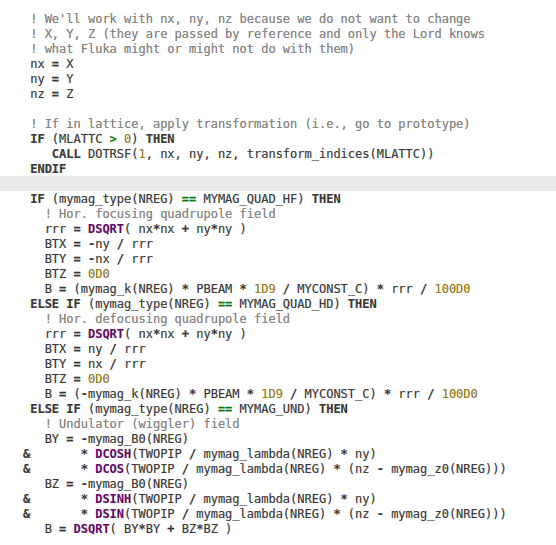 ! We'll work with nx, ny, nz because we do not want to change
! X, Y, Z (they are passed by reference and only the Lord knows
! what Fluka might or might not do with them)
nx = X
ny = Y
nz = Z
! If in lattice, apply transformation (i.e., go to prototype)
IF (MLATTC > 0) THEN
CALL DOTRSF(1, nx, ny, nz, transform_indices(MLATTC))
ENDIF
IF (mymag_type(NREG) == MYMAG_QUAD_HF) THEN
! Hor. focusing quadrupole field
rrr = DSQRT( nx*nx + ny*ny )
BTX = -ny / rrr
BTY = -nx / rrr
BTZ = 0D0
B = (mymag_k(NREG) * PBEAM * 1D9 / MYCONST_C) * rrr / 100D0
ELSE IF (mymag_type(NREG) == MYMAG_QUAD_HD) THEN
! Hor. defocusing quadrupole field
rrr = DSQRT( nx*nx + ny*ny )
BTX = ny / rrr
BTY = nx / rrr
BTZ = 0D0
B = (-mymag_k(NREG) * PBEAM * 1D9 / MYCONST_C) * rrr / 100D0
ELSE IF (mymag_type(NREG) == MYMAG_UND) THEN
! Undulator (wiggler) field
BY = -mymag_B0(NREG)
& * DCOSH(TWOPIP / mymag_lambda(NREG) * ny)
& * DCOS(TWOPIP / mymag_lambda(NREG) * (nz - mymag_z0(NREG)))
BZ = -mymag_B0(NREG)
& * DSINH(TWOPIP / mymag_lambda(NREG) * ny)
& * DSIN(TWOPIP / mymag_lambda(NREG) * (nz - mymag_z0(NREG)))
B = DSQRT( BY*BY + BZ*BZ )